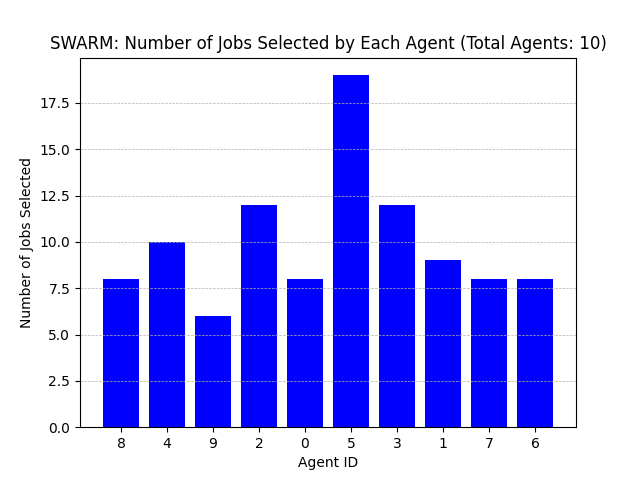 SWARM: Number of Jobs Selected by Each Agent (Total Agents: 10)
Number of Jobs Selected
17.5
15.0
12.5
10.0
7.5
5.0
2.5
0.0
8 4 9 2 0 5 3 1 7 6
Agent ID